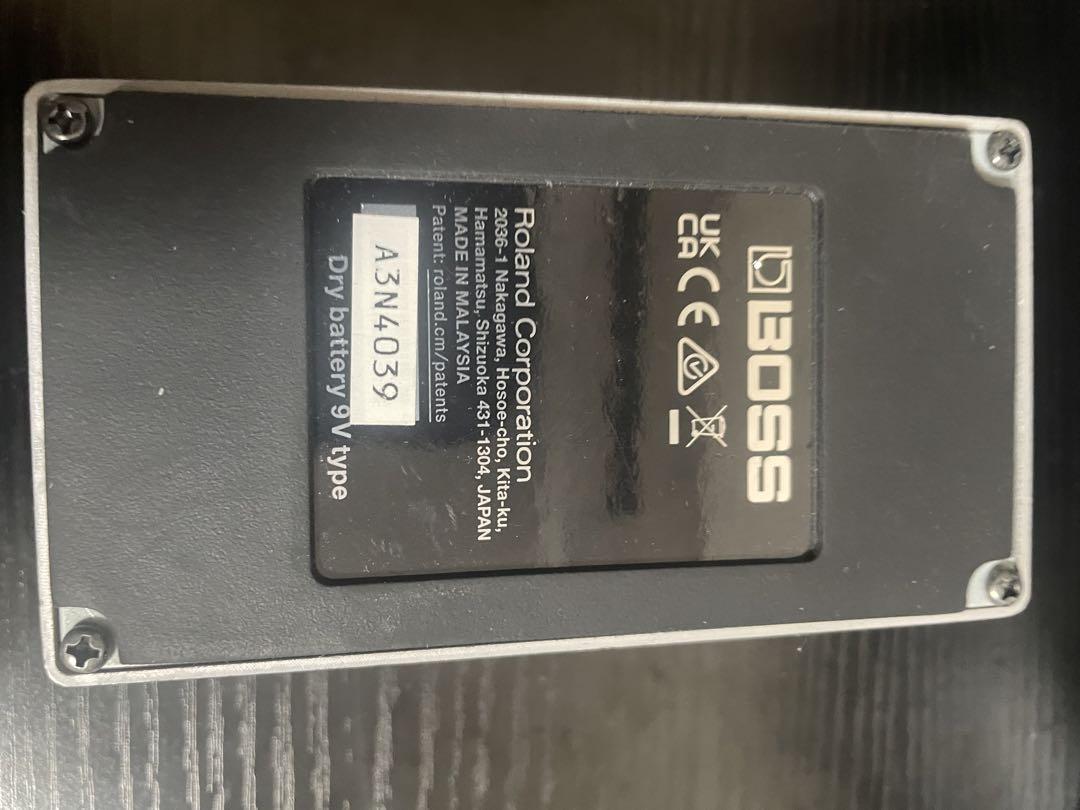 BOSS
UK
CA CE
Roland Corporation
2036-1 Nakagawa, Hosoe-cho, Kita-ku,
Hamamatsu, Shizuoka 431-1304, JAPAN
MADE IN MALAYSIA
Patent: roland.cm/patents
A3N4039
Dry battery 9V type